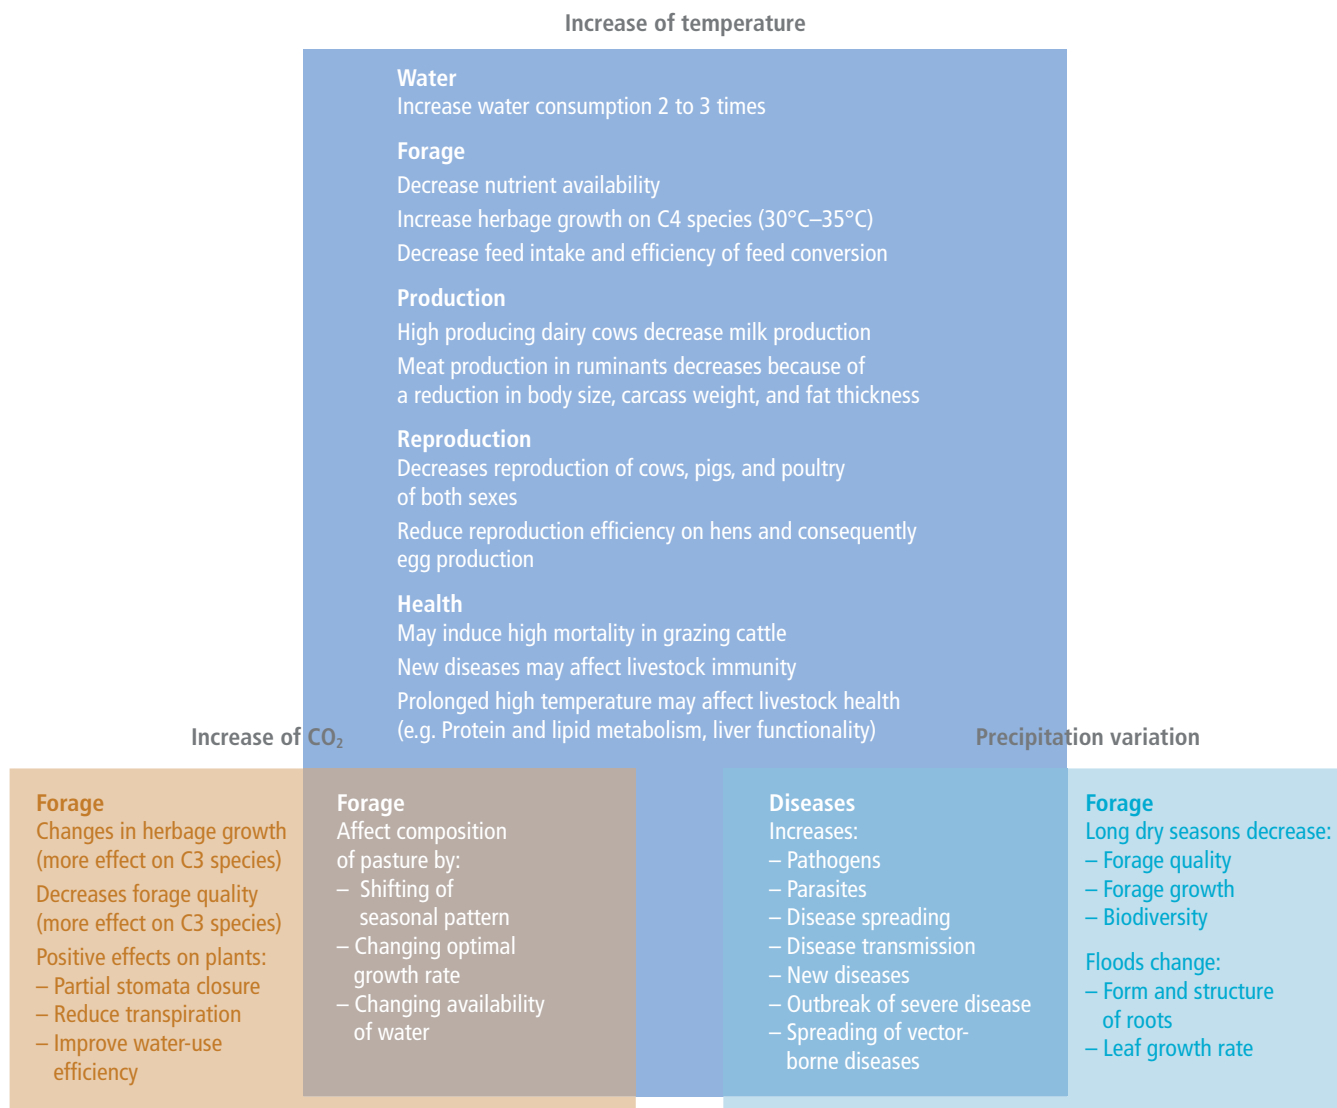 Increase of temperature
Water
Increase water consumption 2 to 3 times
Forage
Decrease nutrient availability
Increase herbage growth on C4 species (30°C–35°C)
Decrease feed intake and efficiency of feed conversion
Production
High producing dairy cows decrease milk production
Meat production in ruminants decreases because of
a reduction in body size, carcass weight, and fat thickness
Reproduction
Decreases reproduction of cows, pigs, and poultry
of both sexes
Reduce reproduction efficiency on hens and consequently
egg production
Health
May induce high mortality in grazing cattle
New diseases may affect livestock immunity
Prolonged high temperature may affect livestock health
(e.g. Protein and lipid metabolism, liver functionality)
Increase of CO₂
Forage
Changes in herbage growth
(more effect on C3 species)
Decreases forage quality
(more effect on C3 species)
Positive effects on plants:
– Partial stomata closure
– Reduce transpiration
– Improve water-use
efficiency
Forage
Affect composition
of pasture by:
– Shifting of
seasonal pattern
– Changing optimal
growth rate
– Changing availability
of water
Precipitation variation
Diseases
Increases:
– Pathogens
– Parasites
– Disease spreading
– Disease transmission
– New diseases
– Outbreak of severe disease
– Spreading of vector-
borne diseases
Forage
Long dry seasons decrease:
– Forage quality
– Forage growth
– Biodiversity
Floods change:
– Form and structure
of roots
– Leaf growth rate